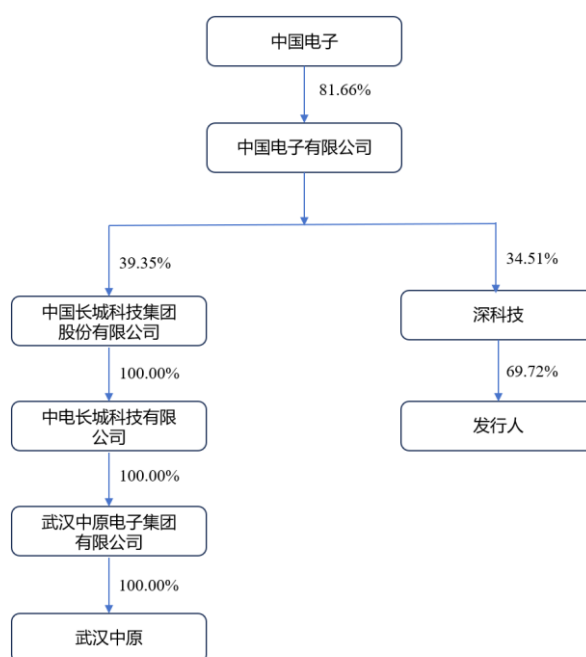 中国电子
81.66%
中国电子有限公司
39.35%
34.51%
中国长城科技集团
股份有限公司
深科技
100.00%
69.72%
中电长城科技有限
公司
发行人
100.00%
武汉中原电子集团
有限公司
100.00%
武汉中原